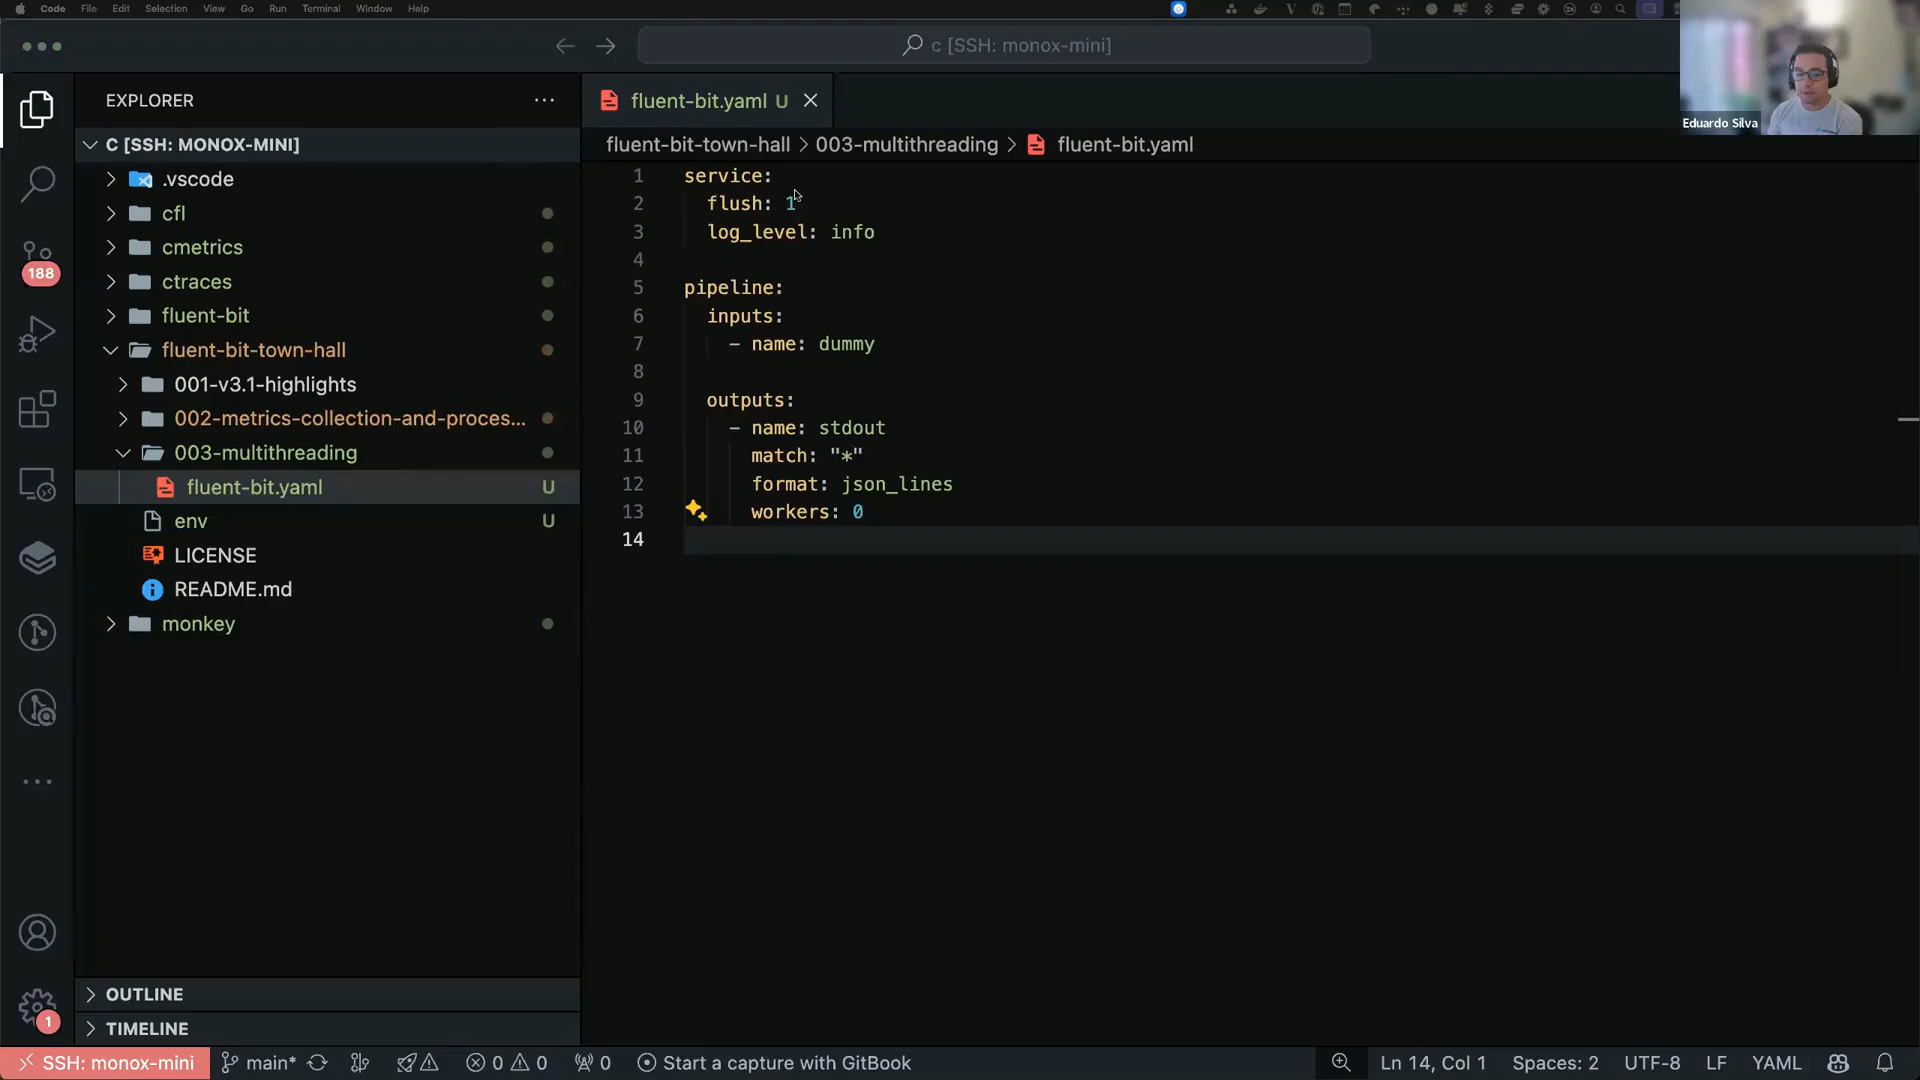 Code File Edit Selection View Go Run Terminal Window Help
c [SSH: monox-mini]
Eduardo Silva
EXPLORER
C [SSH: MONOX-MINI]
.vscode
cfl
cmetrics
ctraces
fluent-bit
fluent-bit-town-hall
001-v3.1-highlights
002-metrics-collection-and-proces...
003-multithreading
fluent-bit.yaml U
env U
LICENSE
README.md
monkey
OUTLINE
TIMELINE
188
1
fluent-bit.yaml U
fluent-bit-town-hall > 003-multithreading > fluent-bit.yaml
1 service:
2 flush: 1
3 log_level: info
4
5 pipeline:
6 inputs:
7 - name: dummy
8
9 outputs:
10 - name: stdout
11 match: "*"
12 format: json_lines
13 workers: 0
14
SSH: monox-mini main* 0 0 0 Start a capture with GitBook Ln 14, Col 1 Spaces: 2 UTF-8 LF YAML